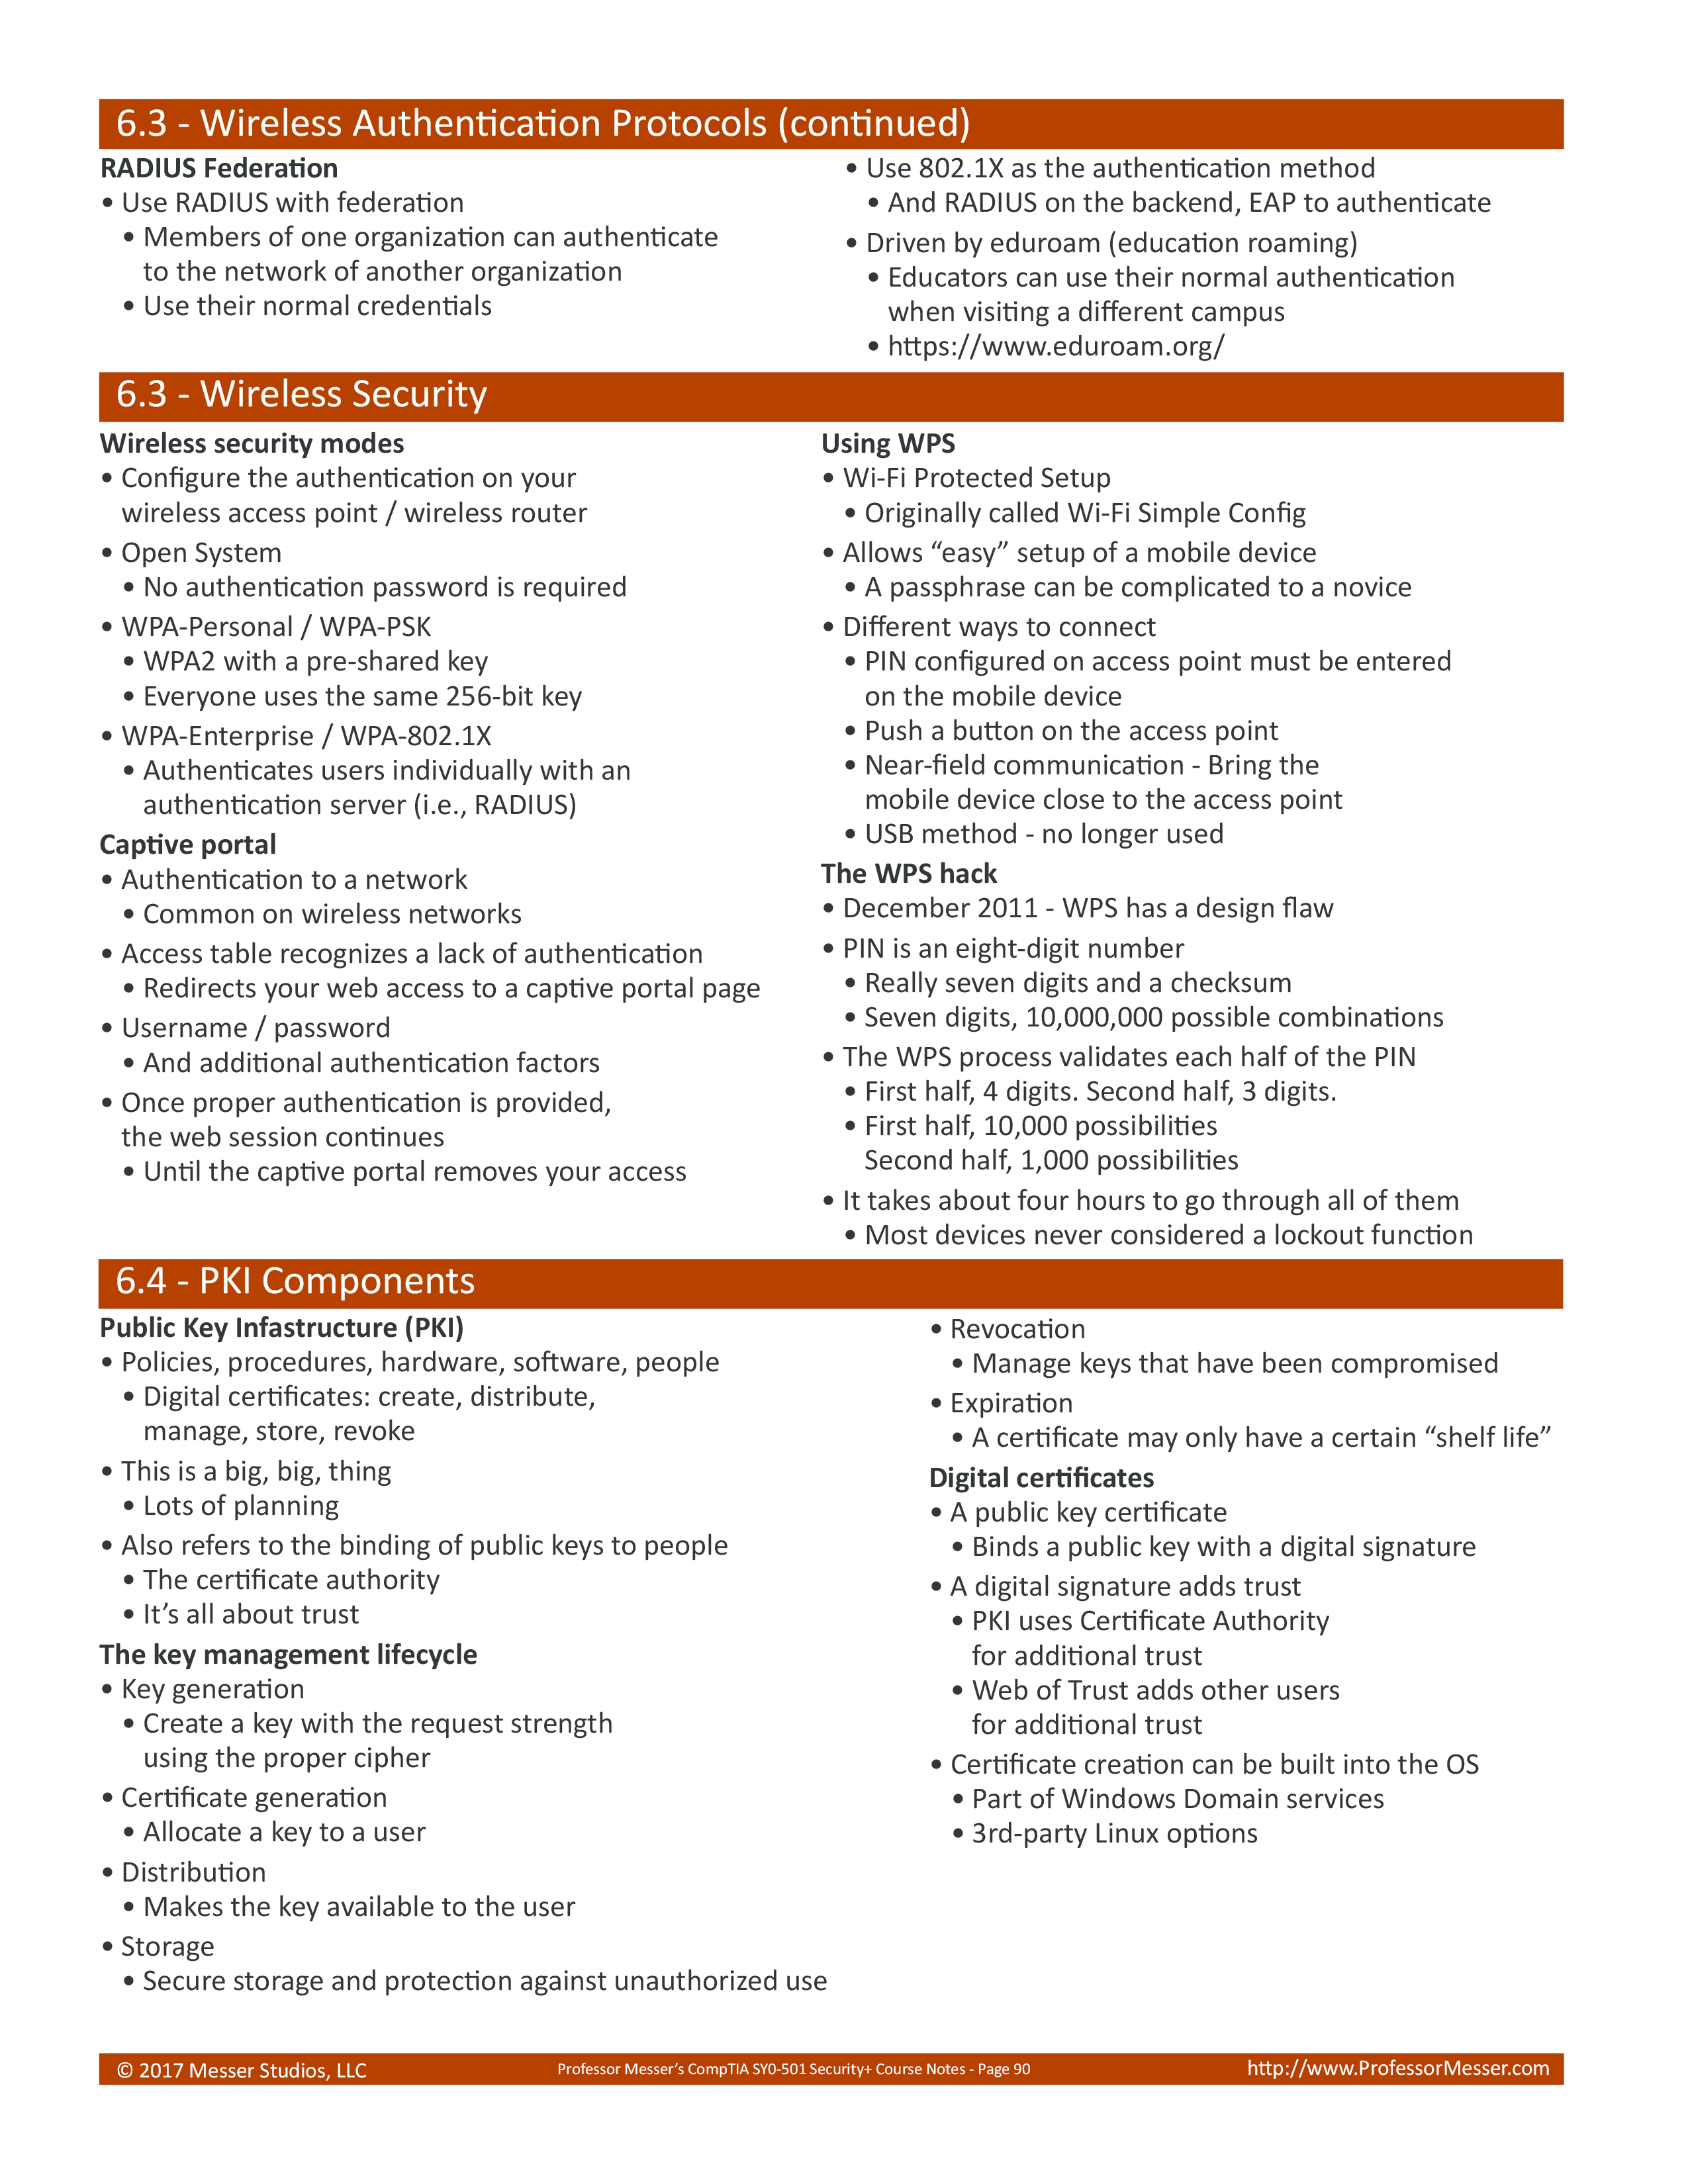 6.3 - Wireless Authentication Protocols (continued)
RADIUS Federation
• Use RADIUS with federation
• Members of one organization can authenticate
to the network of another organization
• Use their normal credentials
• Use 802.1X as the authentication method
• And RADIUS on the backend, EAP to authenticate
• Driven by eduroam (education roaming)
• Educators can use their normal authentication
when visiting a different campus
• https://www.eduroam.org/
6.3 - Wireless Security
Wireless security modes
• Configure the authentication on your
wireless access point / wireless router
• Open System
• No authentication password is required
• WPA-Personal / WPA-PSK
• WPA2 with a pre-shared key
• Everyone uses the same 256-bit key
• WPA-Enterprise / WPA-802.1X
• Authenticates users individually with an
authentication server (i.e., RADIUS)
Captive portal
• Authentication to a network
• Common on wireless networks
• Access table recognizes a lack of authentication
• Redirects your web access to a captive portal page
• Username / password
• And additional authentication factors
• Once proper authentication is provided,
the web session continues
• Until the captive portal removes your access
Using WPS
• Wi-Fi Protected Setup
• Originally called Wi-Fi Simple Config
• Allows “easy” setup of a mobile device
• A passphrase can be complicated to a novice
• Different ways to connect
• PIN configured on access point must be entered
on the mobile device
• Push a button on the access point
• Near-field communication - Bring the
mobile device close to the access point
• USB method - no longer used
The WPS hack
• December 2011 - WPS has a design flaw
• PIN is an eight-digit number
• Really seven digits and a checksum
• Seven digits, 10,000,000 possible combinations
• The WPS process validates each half of the PIN
• First half, 4 digits. Second half, 3 digits.
• First half, 10,000 possibilities
Second half, 1,000 possibilities
• It takes about four hours to go through all of them
• Most devices never considered a lockout function
6.4 - PKI Components
Public Key Infastructure (PKI)
• Policies, procedures, hardware, software, people
• Digital certificates: create, distribute,
manage, store, revoke
• This is a big, big, thing
• Lots of planning
• Also refers to the binding of public keys to people
• The certificate authority
• It’s all about trust
The key management lifecycle
• Key generation
• Create a key with the request strength
using the proper cipher
• Certificate generation
• Allocate a key to a user
• Distribution
• Makes the key available to the user
• Storage
• Secure storage and protection against unauthorized use
• Revocation
• Manage keys that have been compromised
• Expiration
• A certificate may only have a certain “shelf life”
Digital certificates
• A public key certificate
• Binds a public key with a digital signature
• A digital signature adds trust
• PKI uses Certificate Authority
for additional trust
• Web of Trust adds other users
for additional trust
• Certificate creation can be built into the OS
• Part of Windows Domain services
• 3rd-party Linux options
© 2017 Messer Studios, LLC
Professor Messer’s CompTIA SY0-501 Security+ Course Notes - Page 90
http://www.ProfessorMesser.com